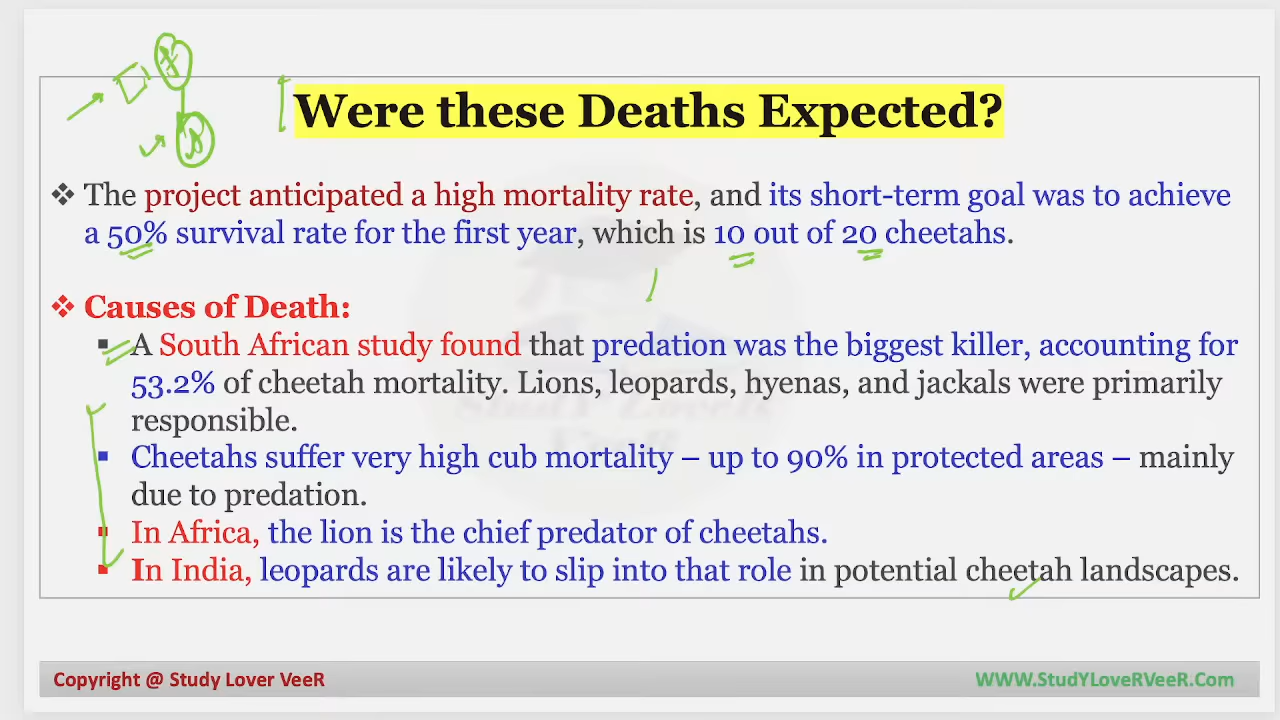 Were these Deaths Expected?
❖ The project anticipated a high mortality rate, and its short-term goal was to achieve
a 50% survival rate for the first year, which is 10 out of 20 cheetahs.
❖ Causes of Death:
▪ A South African study found that predation was the biggest killer, accounting for
53.2% of cheetah mortality. Lions, leopards, hyenas, and jackals were primarily
responsible.
▪ Cheetahs suffer very high cub mortality – up to 90% in protected areas – mainly
due to predation.
▪ In Africa, the lion is the chief predator of cheetahs.
▪ In India, leopards are likely to slip into that role in potential cheetah landscapes.
StudY LoveR
VeeR
Copyright @ Study Lover VeeR
WWW.StudYLoveRVeeR.Com